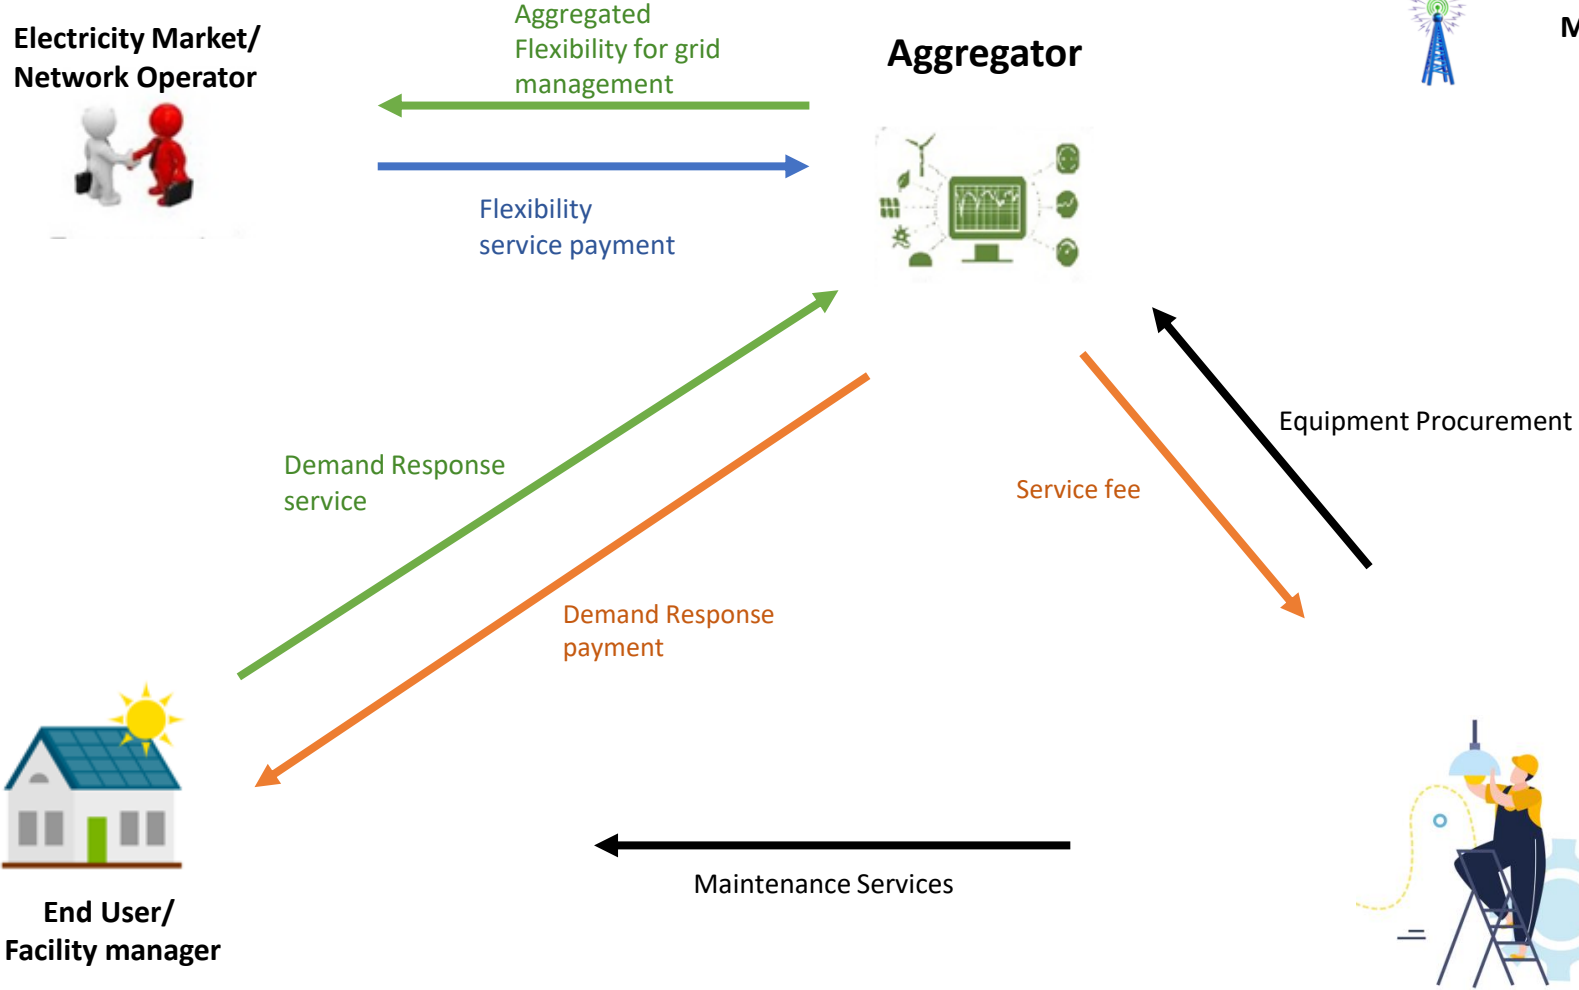 Electricity Market/
Network Operator
Aggregated
Flexibility for grid
management
Aggregator
M
Flexibility
service payment
Equipment Procurement
Demand Response
service
Service fee
Demand Response
payment
Maintenance Services
End User/
Facility manager